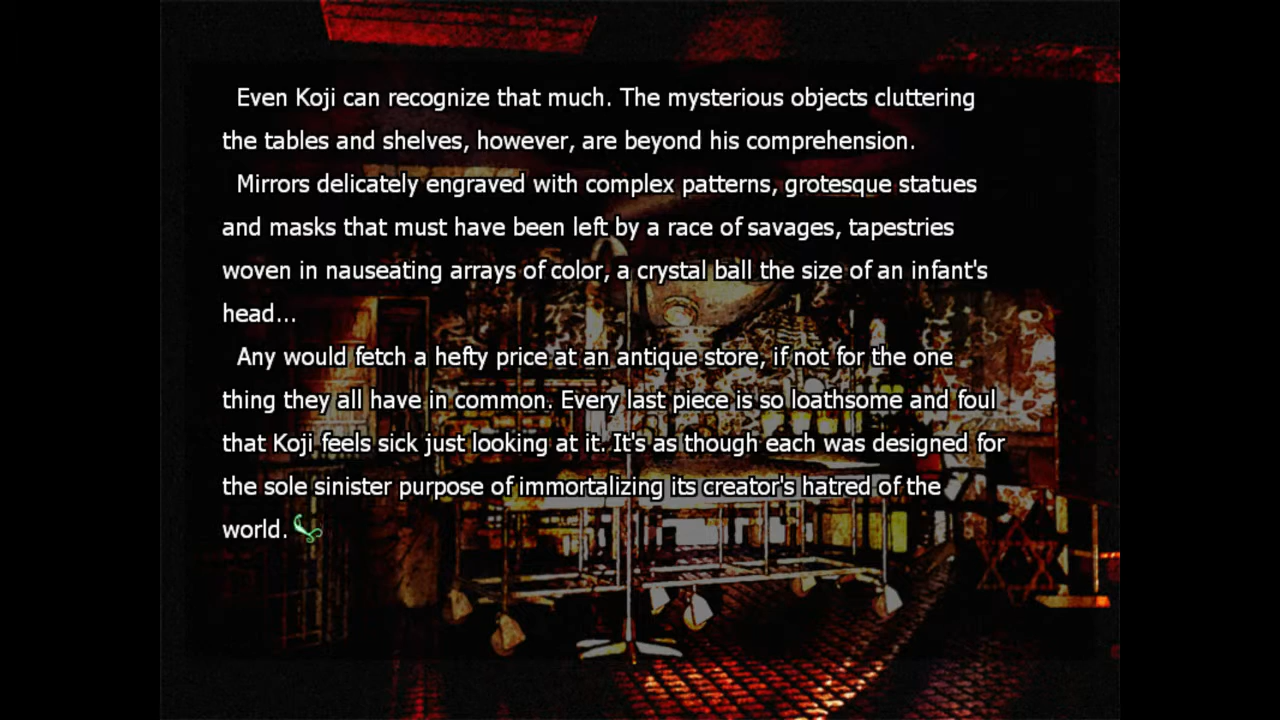 Even Koji can recognize that much. The mysterious objects cluttering
the tables and shelves, however, are beyond his comprehension.
Mirrors delicately engraved with complex patterns, grotesque statues
and masks that must have been left by a race of savages, tapestries
woven in nauseating arrays of color, a crystal ball the size of an infant's
head...
Any would fetch a hefty price at an antique store, if not for the one
thing they all have in common. Every last piece is so loathsome and foul
that Koji feels sick just looking at it. It's as though each was designed for
the sole sinister purpose of immortalizing its creator's hatred of the
world.